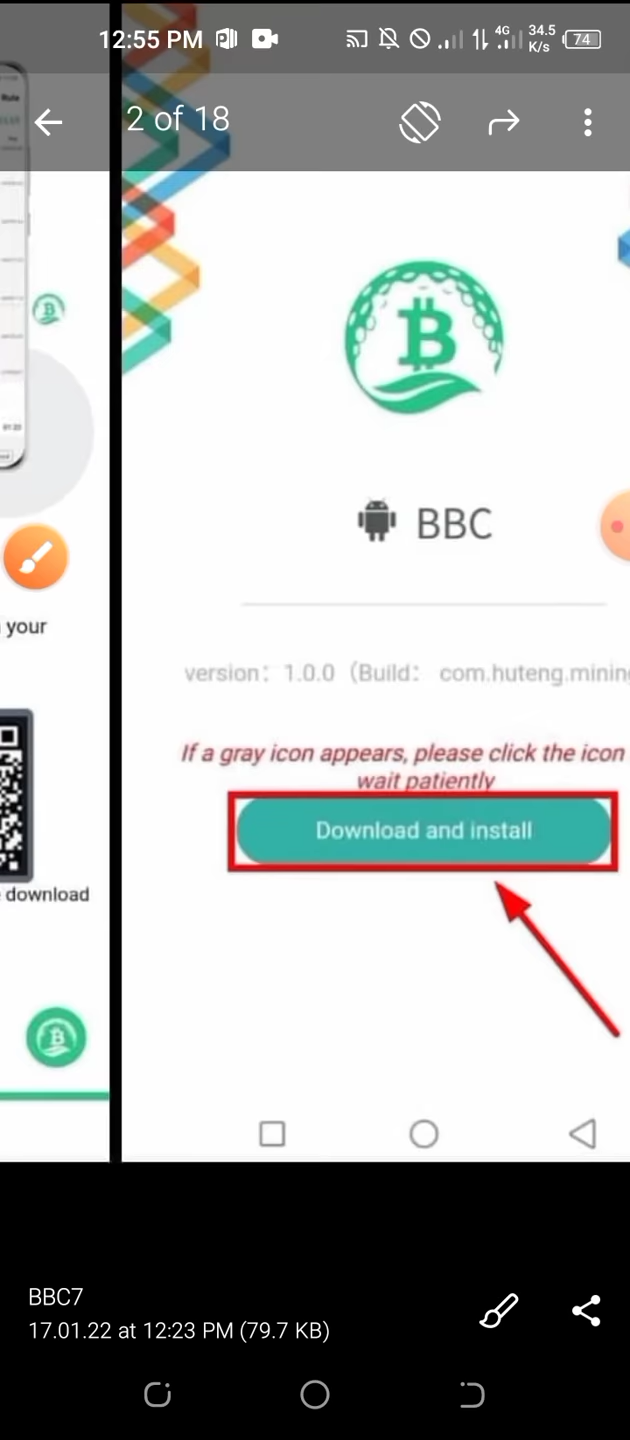 12:55 PM
4G
34.5
K/s
74
2 of 18
Rule
BBC
your
version： 1.0.0 （Build： com.huteng.mining
If a gray icon appears, please click the icon
wait patiently
Download and install
download
BBC7
17.01.22 at 12:23 PM (79.7 KB)